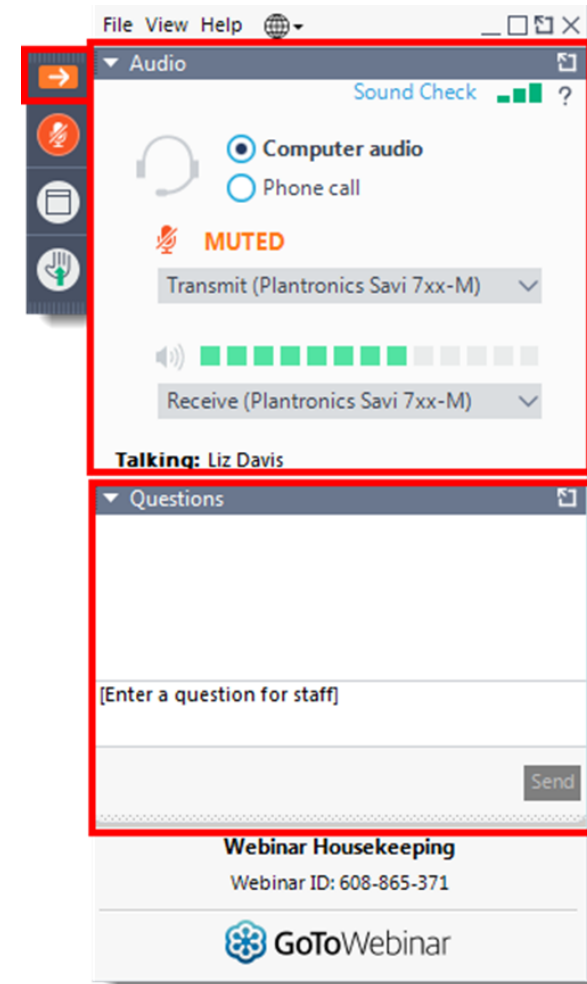 File View Help
Audio
Sound Check ?
Computer audio
Phone call
MUTED
Transmit (Plantronics Savi 7xx-M)
Receive (Plantronics Savi 7xx-M)
Talking: Liz Davis
Questions
[Enter a question for staff]
Send
Webinar Housekeeping
Webinar ID: 608-865-371
GoToWebinar